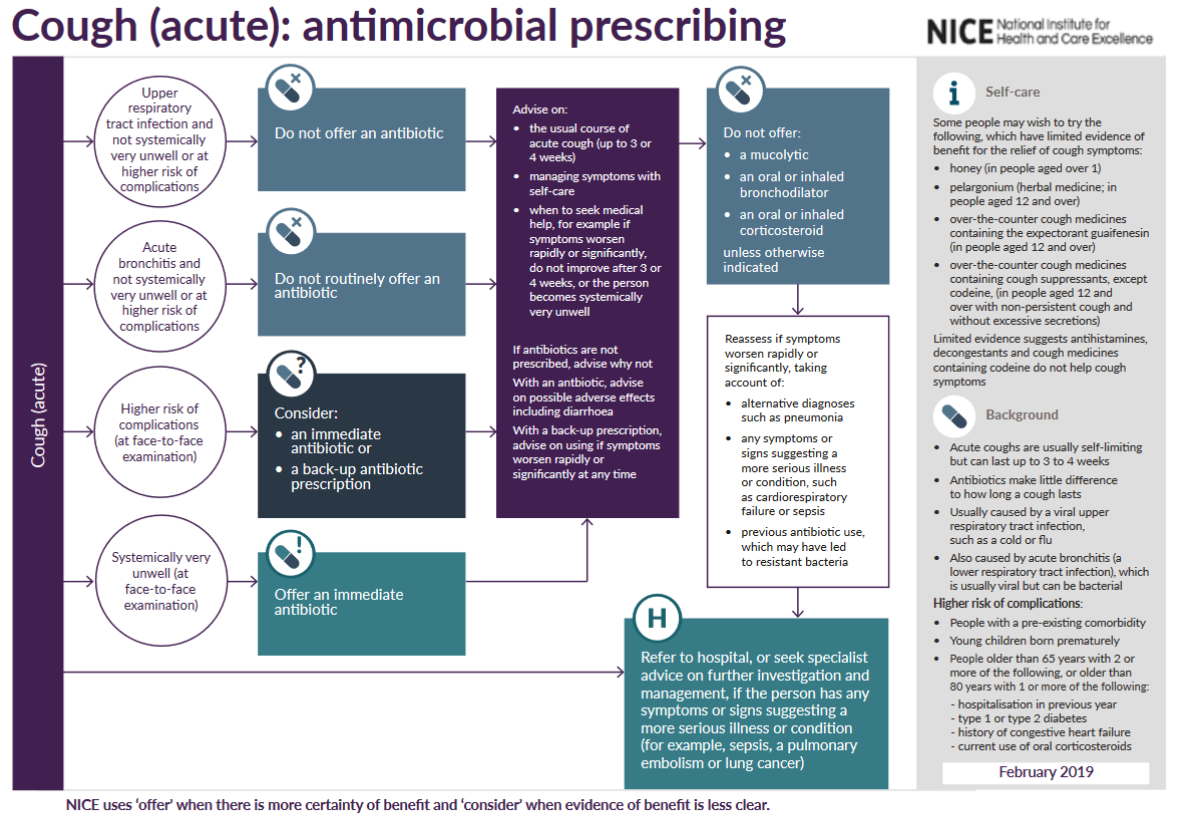 Cough (acute): antimicrobial prescribing
NICE National Institute for
Health and Care Excellence
Cough (acute)
Upper
respiratory
tract infection and
not systemically
very unwell or at
higher risk of
complications
Do not offer an antibiotic
Acute
bronchitis and
not systemically
very unwell or at
higher risk of
complications
Do not routinely offer an
antibiotic
Higher risk of
complications
(at face-to-face
examination)
?
Consider:
• an immediate
antibiotic or
• a back-up antibiotic
prescription
Systemically very
unwell (at
face-to-face
examination)
!
Offer an immediate
antibiotic
Advise on:
• the usual course of
acute cough (up to 3 or
4 weeks)
• managing symptoms with
self-care
• when to seek medical
help, for example if
symptoms worsen
rapidly or significantly,
do not improve after 3 or
4 weeks, or the person
becomes systemically
very unwell
If antibiotics are not
prescribed, advise why not
With an antbiotic, advise
on possible adverse effects
including diarrhoea
With a back-up prescription,
advise on using if symptoms
worsen rapidly or
significantly at any time
Do not offer:
• a mucolytic
• an oral or inhaled
bronchodilator
• an oral or inhaled
corticosteroid
unless otherwise
indicated
Reassess if symptoms
worsen rapidly or
significantly, taking
account of:
• alternative diagnoses
such as pneumonia
• any symptoms or
signs suggesting a
more serious illness
or condition, such
as cardiorespiratory
failure or sepsis
• previous antibiotic use,
which may have led
to resistant bacteria
H
Refer to hospital, or seek specialist
advice on further investigation and
management, if the person has any
symptoms or signs suggesting a
more serious illness or condition
(for example, sepsis, a pulmonary
embolism or lung cancer)
i
Self-care
Some people may wish to try the
following, which have limited evidence of
benefit for the relief of cough symptoms:
• honey (in people aged over 1)
• pelargonium (herbal medicine; in
people aged 12 and over)
• over-the-counter cough medicines
containing the expectorant guaifenesin
(in people aged 12 and over)
• over-the-counter cough medicines
containing cough suppressants, except
codeine, (in people aged 12 and
over with non-persistent cough and
without excessive secretions)
Limited evidence suggests antihistamines,
decongestants and cough medicines
containing codeine do not help cough
symptoms
Background
• Acute coughs are usually self-limiting
but can last up to 3 to 4 weeks
• Antibiotics make little difference
to how long a cough lasts
• Usually caused by a viral upper
respiratory tract infection,
such as a cold or flu
• Also caused by acute bronchitis (a
lower respiratory tract infection), which
is usually viral but can be bacterial
Higher risk of complications:
• People with a pre-existing comorbidity
• Young children born prematurely
• People older than 65 years with 2 or
more of the following, or older than
80 years with 1 or more of the following:
- hospitalisation in previous year
- type 1 or type 2 diabetes
- history of congestive heart failure
- current use of oral corticosteroids
February 2019
NICE uses ‘offer’ when there is more certainty of benefit and ‘consider’ when evidence of benefit is less clear.